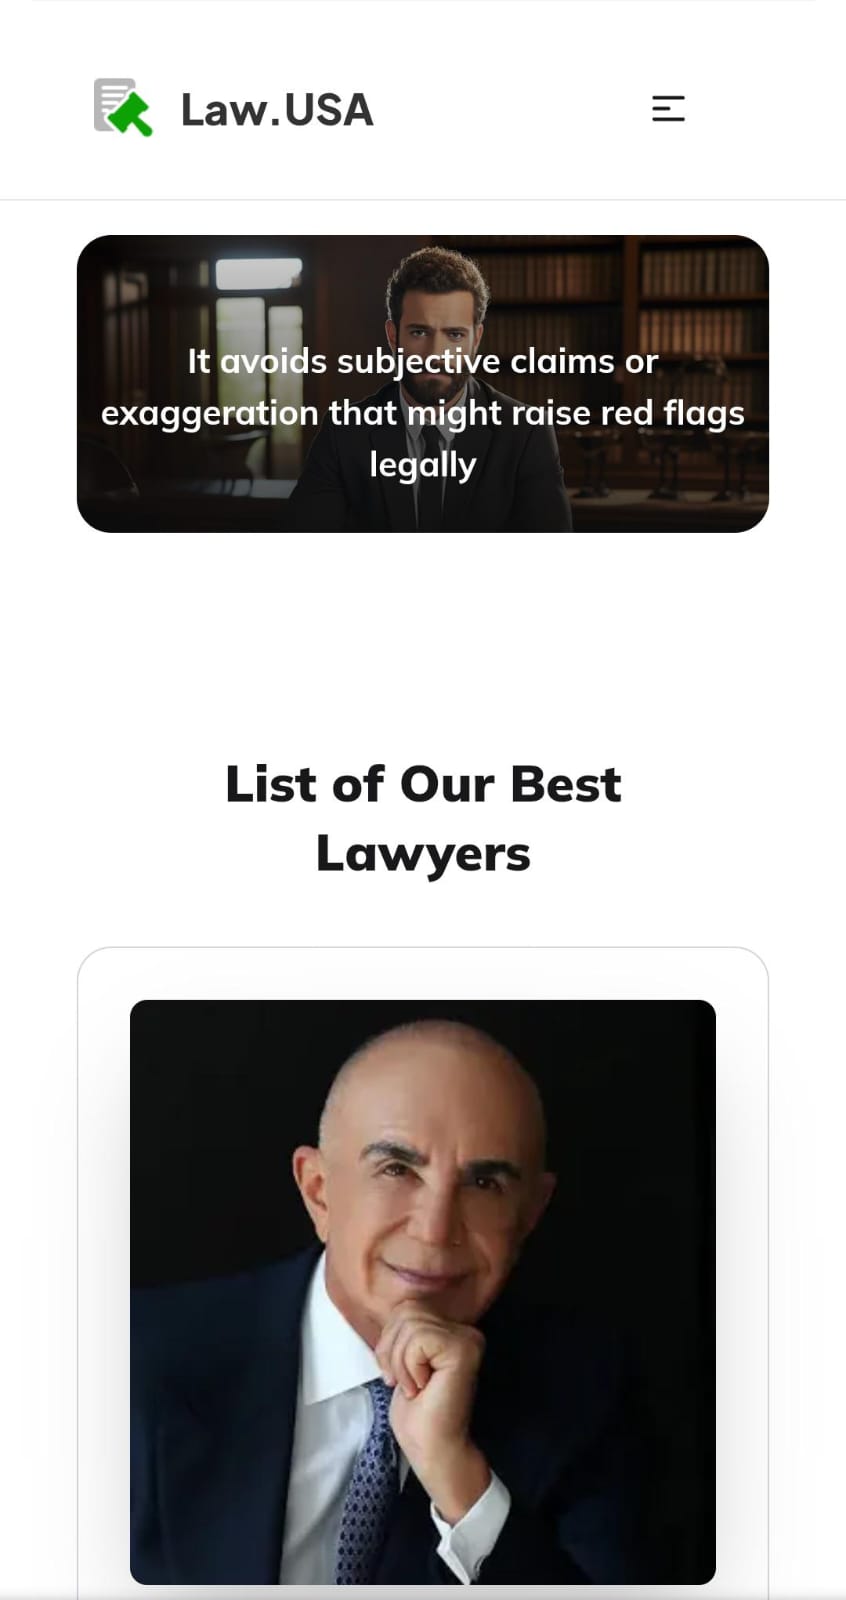 Law.USA
It avoids subjective claims or
exaggeration that might raise red flags
legally
List of Our Best
Lawyers